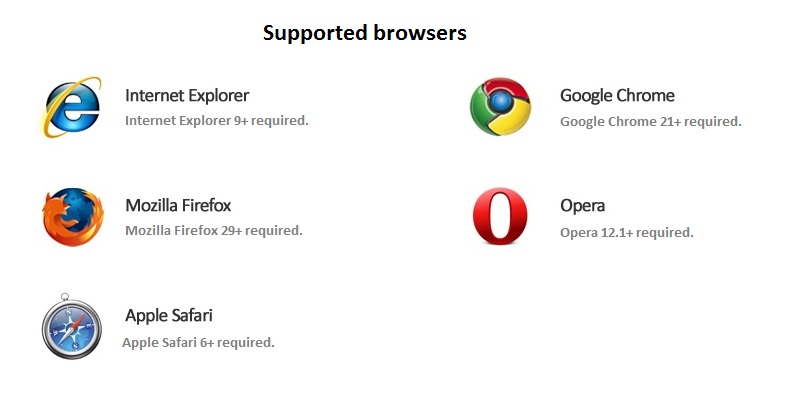 Supported browsers
Internet Explorer
Internet Explorer 9+ required.
Google Chrome
Google Chrome 21+ required.
Mozilla Firefox
Mozilla Firefox 29+ required.
Opera
Opera 12.1+ required.
Apple Safari
Apple Safari 6+ required.